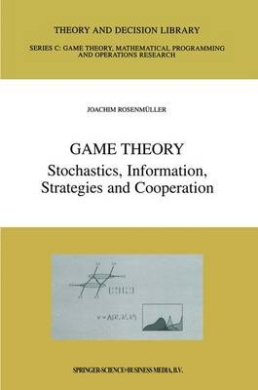 THEORY AND DECISION LIBRARY
SERIES C: GAME THEORY, MATHEMATICAL PROGRAMMING
AND OPERATIONS RESEARCH
JOACHIM ROSENMÜLLER
GAME THEORY
Stochastics, Information,
Strategies and Cooperation
SPRINGER-SCIENCE+BUSINESS MEDIA, B.V.